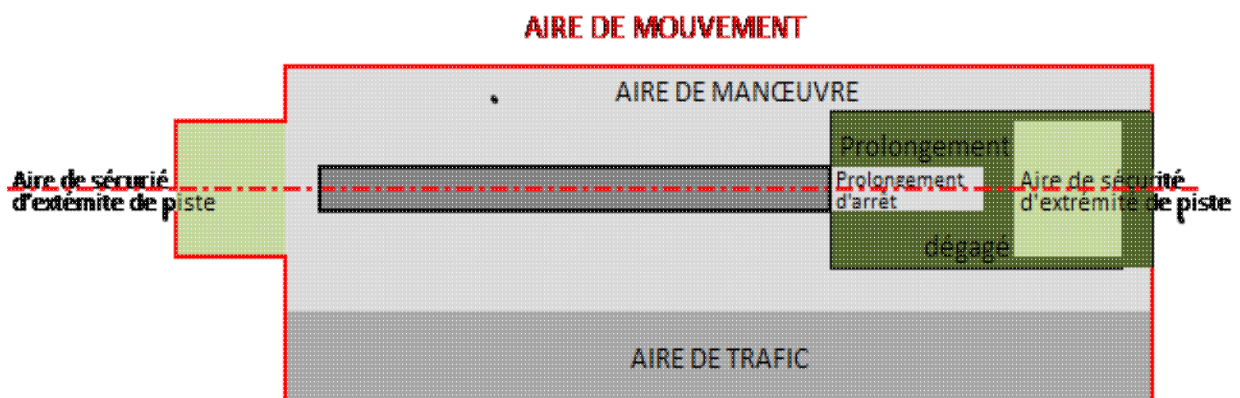 AIRE DE MOUVEMENT
AIRE DE MANŒUVRE
Prolongement
Aire de sécurié
d'extémite de piste
Prolongement
d'arrêt
Aire de sécurité
d'extrémité de piste
dégagé
AIRE DE TRAFIC